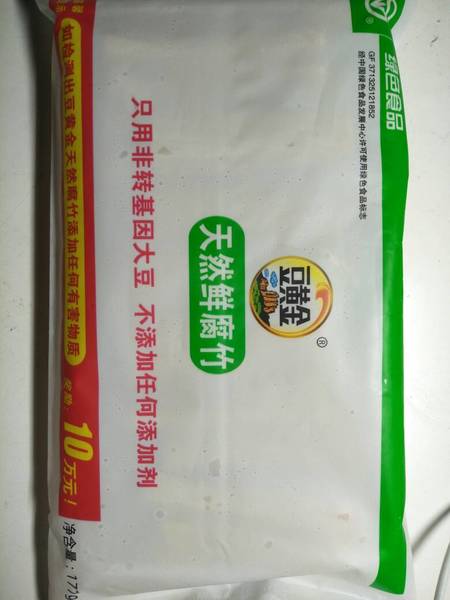 绿色食品
GF 371325121852
经中国绿色食品发展中心许可使用绿色食品标志
豆黄金
®
天然鲜腐竹
只用非转基因大豆 不添加任何添加剂
如检测出豆黄金天然腐竹添加任何有害物质
奖励：10万元！
净含量：